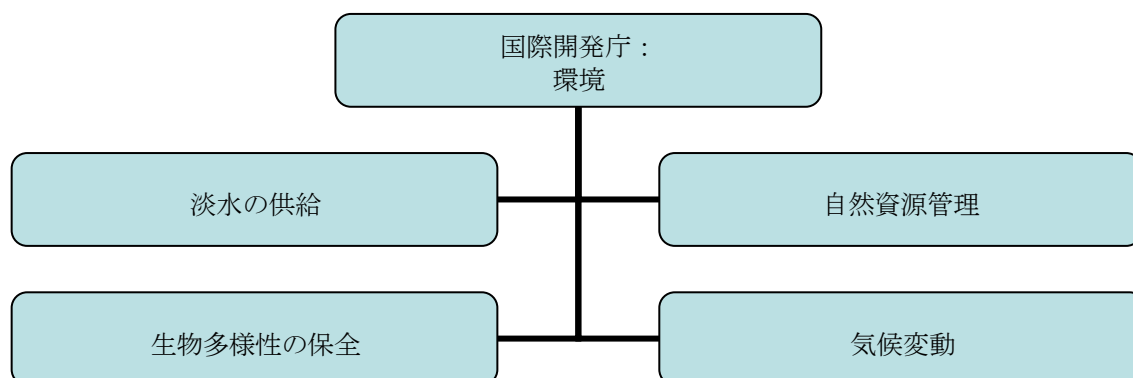 国際開発庁：
環境
淡水の供給
自然資源管理
生物多様性の保全
気候変動